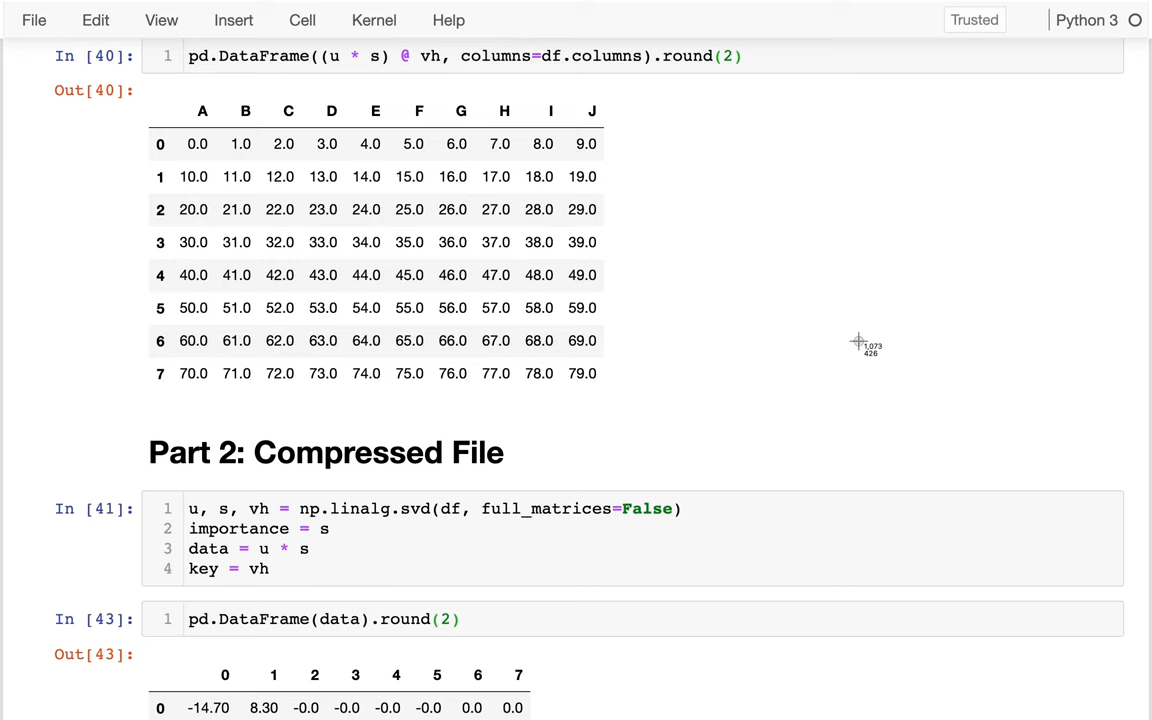 File Edit View Insert Cell Kernel Help Trusted Python 3
In [40]: 1 pd.DataFrame((u * s) @ vh, columns=df.columns).round(2)
Out[40]:
A B C D E F G H I J
0 0.0 1.0 2.0 3.0 4.0 5.0 6.0 7.0 8.0 9.0
1 10.0 11.0 12.0 13.0 14.0 15.0 16.0 17.0 18.0 19.0
2 20.0 21.0 22.0 23.0 24.0 25.0 26.0 27.0 28.0 29.0
3 30.0 31.0 32.0 33.0 34.0 35.0 36.0 37.0 38.0 39.0
4 40.0 41.0 42.0 43.0 44.0 45.0 46.0 47.0 48.0 49.0
5 50.0 51.0 52.0 53.0 54.0 55.0 56.0 57.0 58.0 59.0
6 60.0 61.0 62.0 63.0 64.0 65.0 66.0 67.0 68.0 69.0
7 70.0 71.0 72.0 73.0 74.0 75.0 76.0 77.0 78.0 79.0
1,073
426
Part 2: Compressed File
In [41]: 1 u, s, vh = np.linalg.svd(df, full_matrices=False)
2 importance = s
3 data = u * s
4 key = vh
In [43]: 1 pd.DataFrame(data).round(2)
Out[43]:
0 1 2 3 4 5 6 7
0 -14.70 8.30 -0.0 -0.0 -0.0 -0.0 0.0 0.0